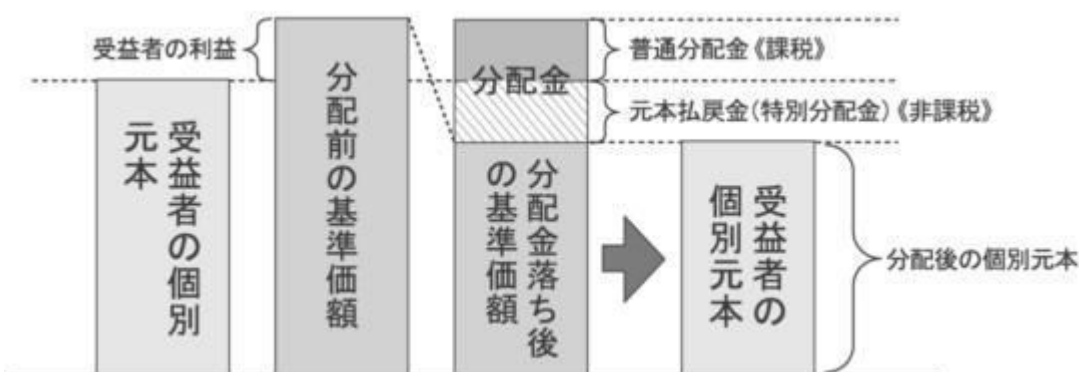 受益者の利益
受益者の個別
元本
分配前の基準価額
分配金
分配金落ち後
の基準価額
普通分配金《課税》
元本払戻金(特別分配金)《非課税》
受益者の
個別元本
分配後の個別元本